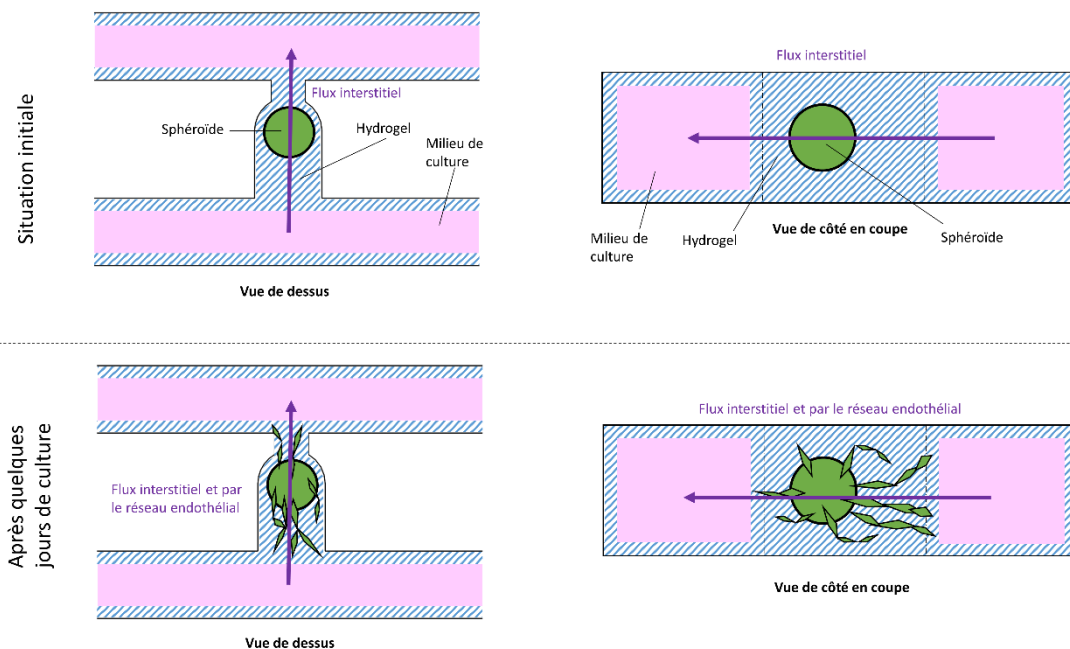 Situation initiale
Flux interstitiel
Sphéroïde
Hydrogel
Milieu de
culture
Vue de dessus
Flux interstitiel
Milieu de
culture
Hydrogel
Vue de côté en coupe
Sphéroïde
Après quelques
jours de culture
Flux interstitiel et par
le réseau endothélial
Vue de dessus
Flux interstitiel et par le réseau endothélial
Vue de côté en coupe